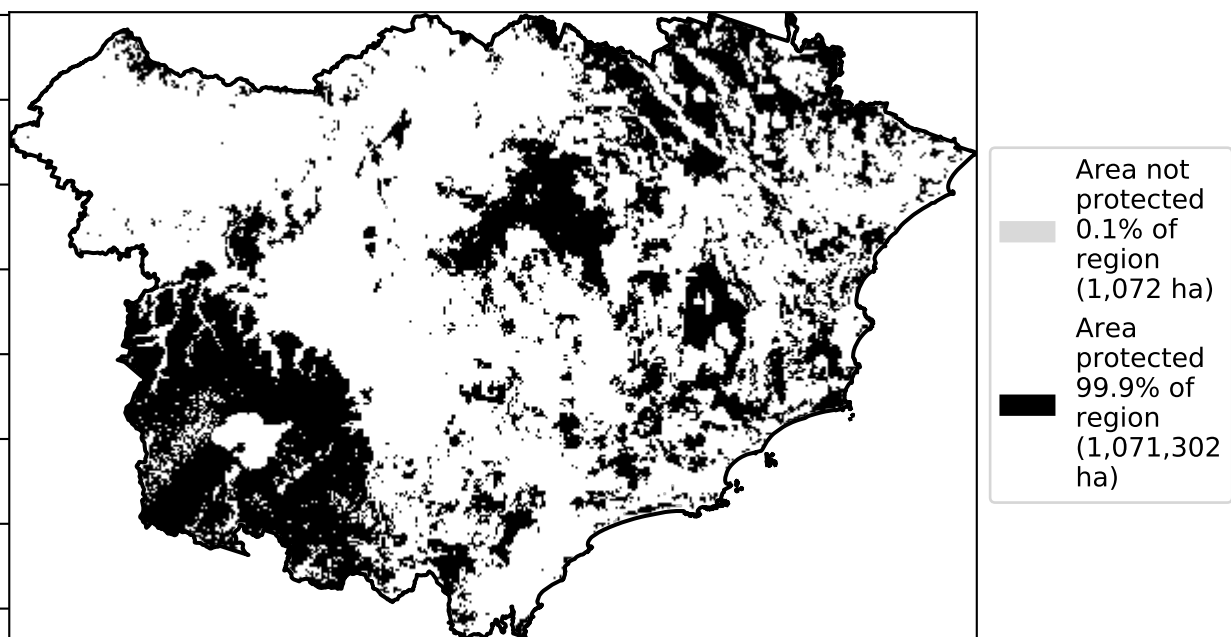 Area not
protected
0.1% of
region
(1,072 ha)
Area
protected
99.9% of
region
(1,071,302
ha)